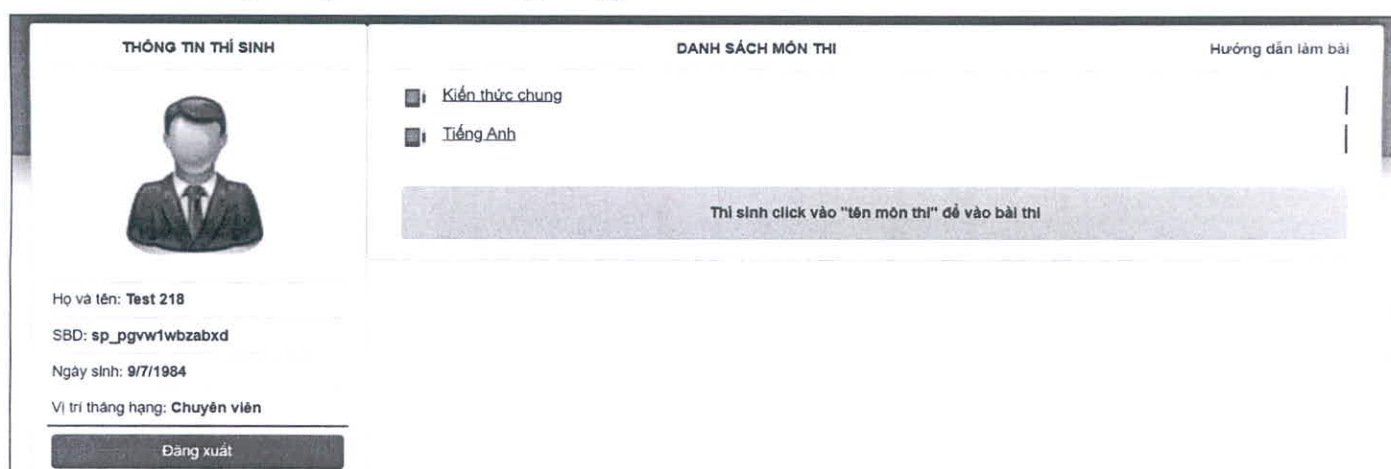 THÔNG TIN THÍ SINH
Họ và tên: Test 218
SBD: sp_pgvw1wbzabxd
Ngày sinh: 9/7/1984
Vị trí thăng hạng: Chuyên viên
Đăng xuất
DANH SÁCH MÔN THI
Hướng dẫn làm bài
Kiến thức chung
Tiếng Anh
Thí sinh click vào "tên môn thi" để vào bài thi